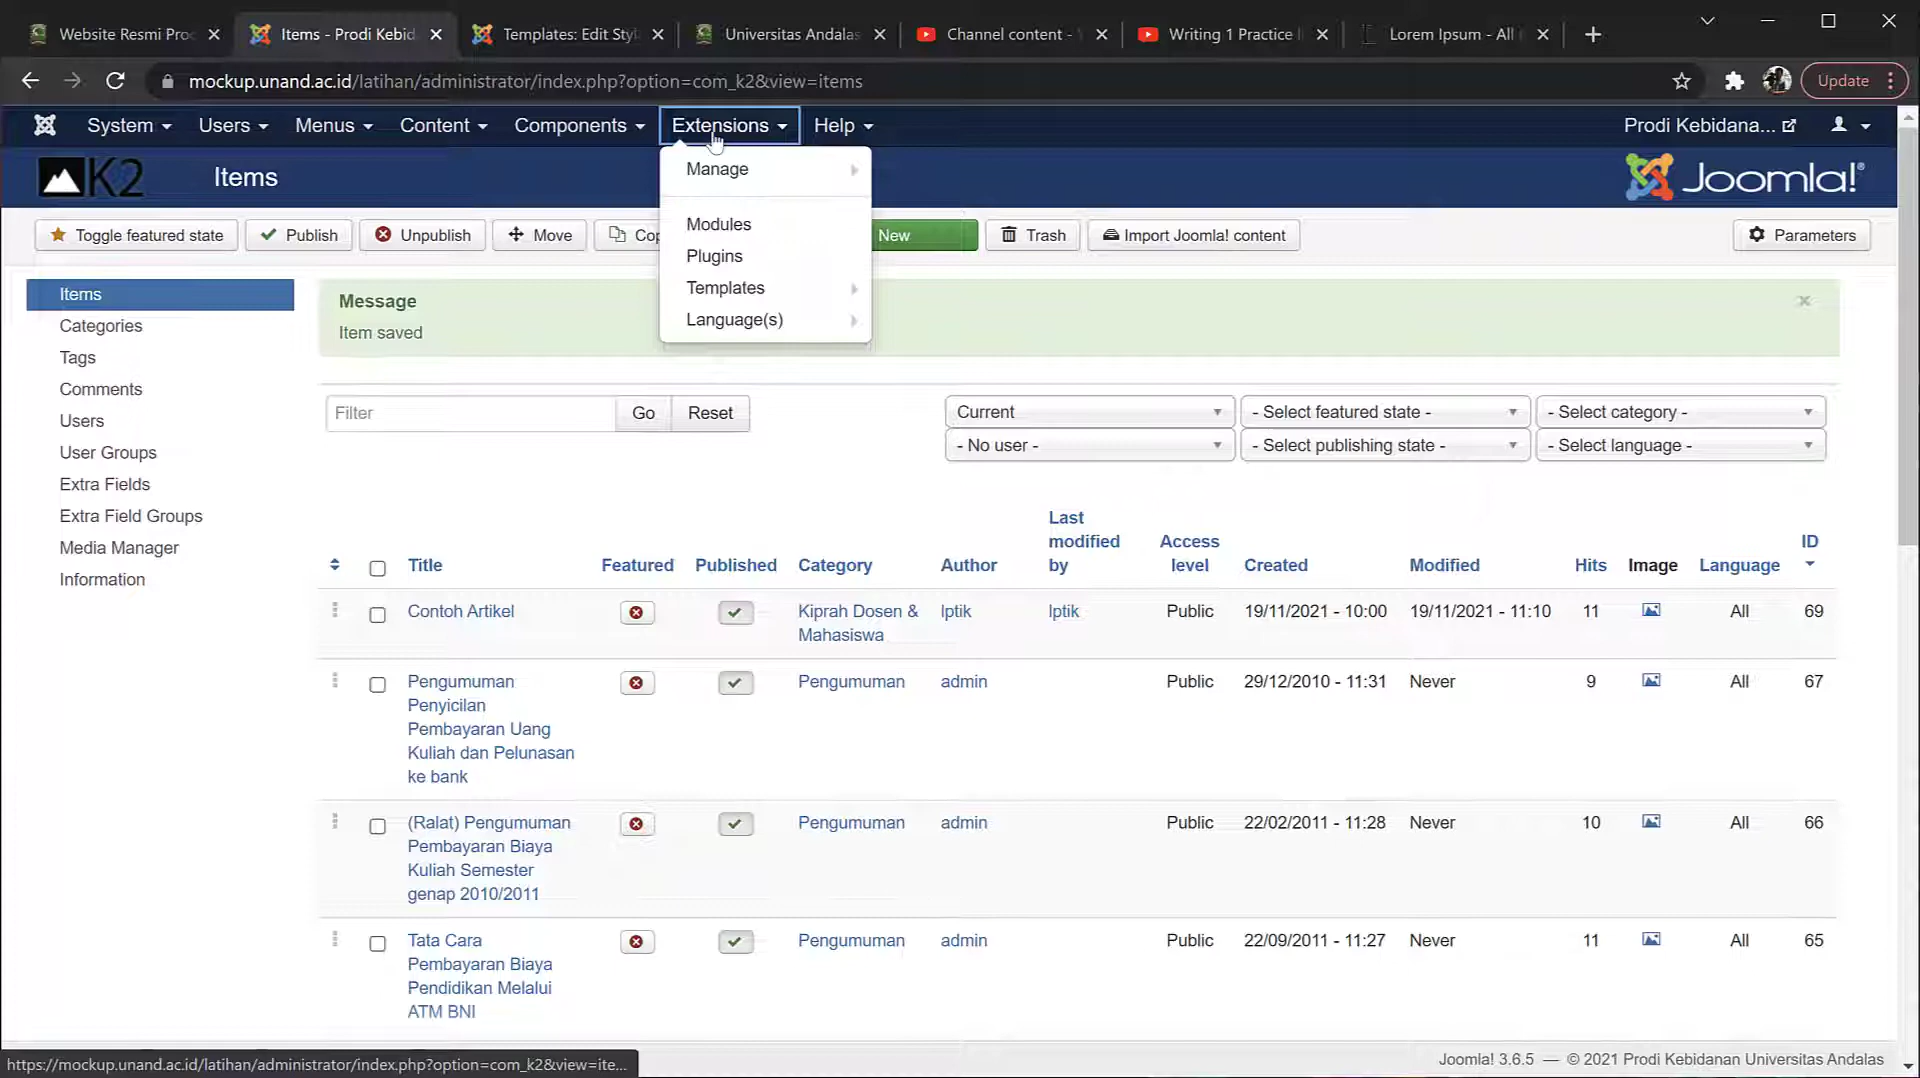 Website Resmi Pro
Items - Prodi Kebid
Templates: Edit Sty
Universitas Andalas
Channel content -
Writing 1 Practice
Lorem Ipsum - All
mockup.unand.ac.id/latihan/administrator/index.php?option=com_k2&view=items
Update
System
Users
Menus
Content
Components
Extensions
Help
Prodi Kebidana...
K2
Items
Joomla!
Manage
Modules
Plugins
Templates
Language(s)
Toggle featured state
Publish
Unpublish
Move
Cop
New
Trash
Import Joomla! content
Parameters
Items
Categories
Tags
Comments
Users
User Groups
Extra Fields
Extra Field Groups
Media Manager
Information
Message
Item saved
Filter
Go
Reset
Current
- Select featured state -
- Select category -
- No user -
- Select publishing state -
- Select language -
Title
Featured
Published
Category
Author
Last
modified
by
Access
level
Created
Modified
Hits
Image
Language
ID
Contoh Artikel
Kiprah Dosen &
Mahasiswa
lptik
lptik
Public
19/11/2021 - 10:00
19/11/2021 - 11:10
11
All
69
Pengumuman
Penyicilan
Pembayaran Uang
Kuliah dan Pelunasan
ke bank
Pengumuman
admin
Public
29/12/2010 - 11:31
Never
9
All
67
(Ralat) Pengumuman
Pembayaran Biaya
Kuliah Semester
genap 2010/2011
Pengumuman
admin
Public
22/02/2011 - 11:28
Never
10
All
66
Tata Cara
Pembayaran Biaya
Pendidikan Melalui
ATM BNI
Pengumuman
admin
Public
22/09/2011 - 11:27
Never
11
All
65
https://mockup.unand.ac.id/latihan/administrator/index.php?option=com_k2&view=ite...
Joomla! 3.6.5 — © 2021 Prodi Kebidanan Universitas Andalas